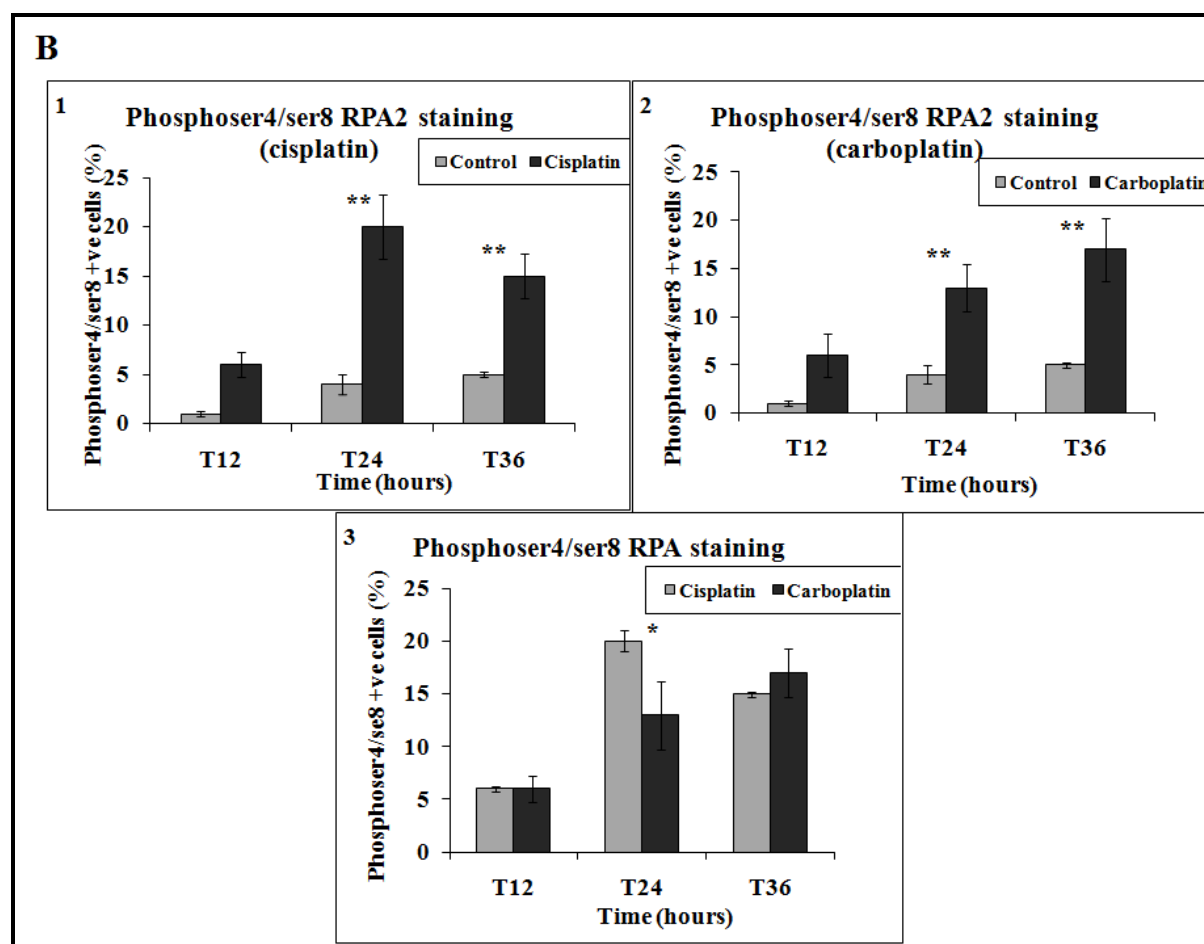 B
1
Phosphoser4/ser8 RPA2 staining
(cisplatin)
Control Cisplatin
Phosphoser4/ser8 +ve cells (%)
25
20
15
10
5
0
**
**
T12 T24 T36
Time (hours)
2
Phosphoser4/ser8 RPA2 staining
(carboplatin)
Control Carboplatin
Phosphoser4/ser8 +ve cells (%)
25
20
15
10
5
0
**
**
T12 T24 T36
Time (hours)
3
Phosphoser4/ser8 RPA staining
Cisplatin Carboplatin
Phosphoser4/se8 +ve cells (%)
25
20
15
10
5
0
*
T12 T24 T36
Time (hours)